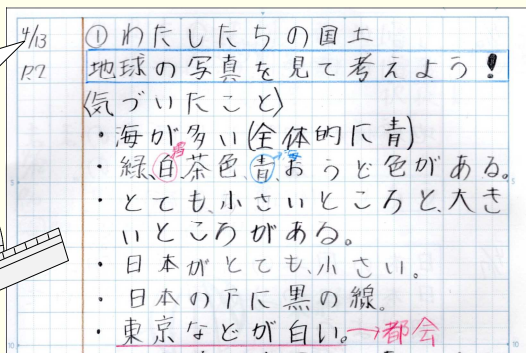 4/13 ①わたしたちの国土
P.7 地球の写真を見て考えよう!
〈気づいたこと〉
・海が多い(全体的に青)
雲 →海
・緑、白、茶色、青、おうど色がある。
・とても、小さいところと、大き
いところがある。
・日本がとても、小さい。
・日本の下に黒の線。
・東京などが白い。→都会